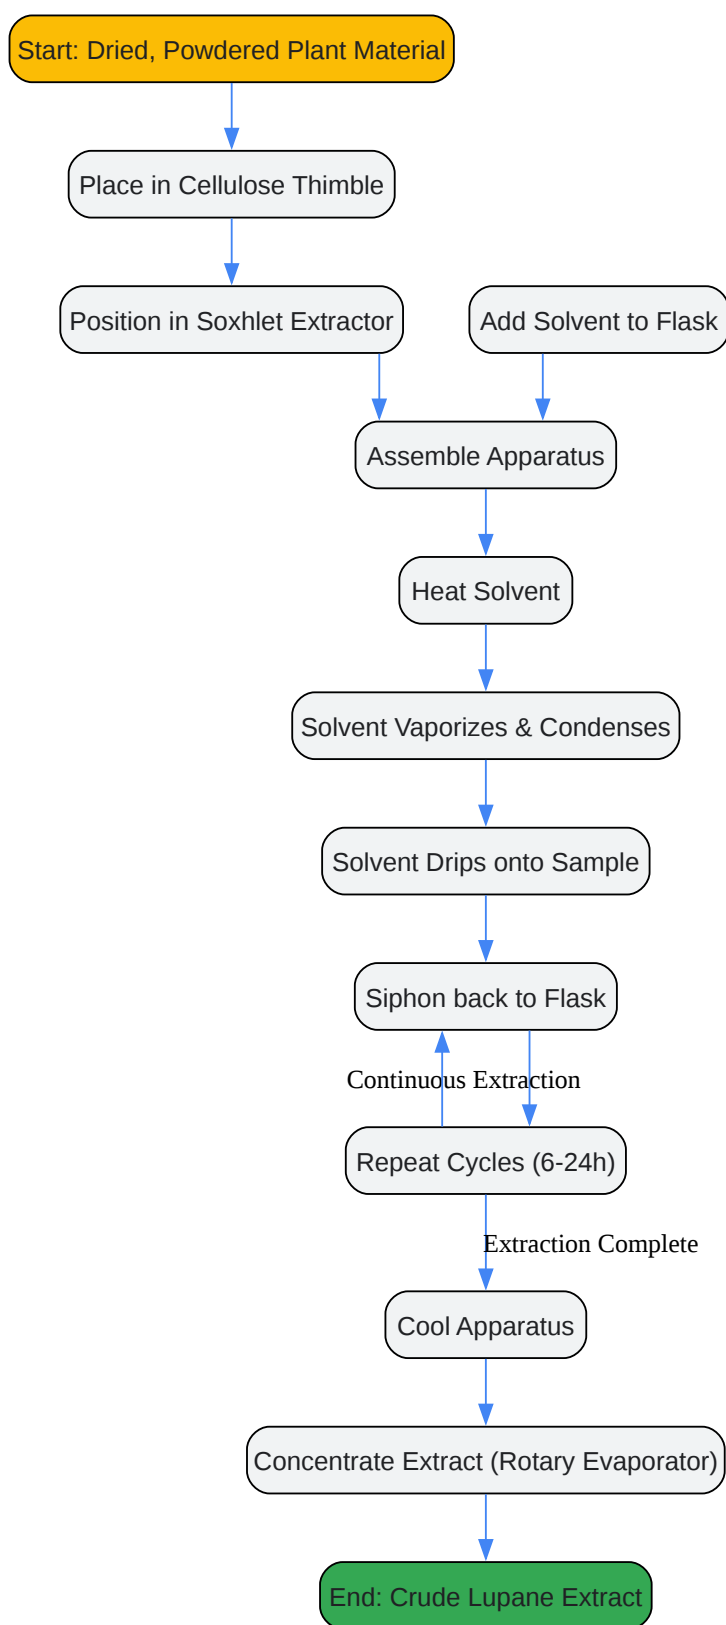 Start: Dried, Powdered Plant Material
Place in Cellulose Thimble
Position in Soxhlet Extractor
Add Solvent to Flask
Assemble Apparatus
Heat Solvent
Solvent Vaporizes & Condenses
Solvent Drips onto Sample
Siphon back to Flask
Continuous Extraction
Repeat Cycles (6-24h)
Extraction Complete
Cool Apparatus
Concentrate Extract (Rotary Evaporator)
End: Crude Lupane Extract